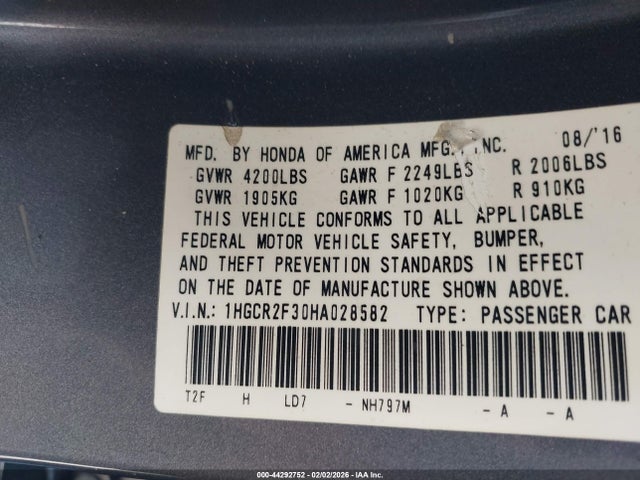 MFD. BY HONDA OF AMERICA MFG., INC. 08/'16
GVWR 4200LBS GAWR F 2249LBS R 2006LBS
GVWR 1905KG GAWR F 1020KG R 910KG
THIS VEHICLE CONFORMS TO ALL APPLICABLE
FEDERAL MOTOR VEHICLE SAFETY, BUMPER,
AND THEFT PREVENTION STANDARDS IN EFFECT
ON THE DATE OF MANUFACTURE SHOWN ABOVE.
V.I.N.: 1HGCR2F30HA028582 TYPE: PASSENGER CAR
T2F H LD7 - NH797M - A - A
000-44292752 - 02/02/2026 - IAA Inc.